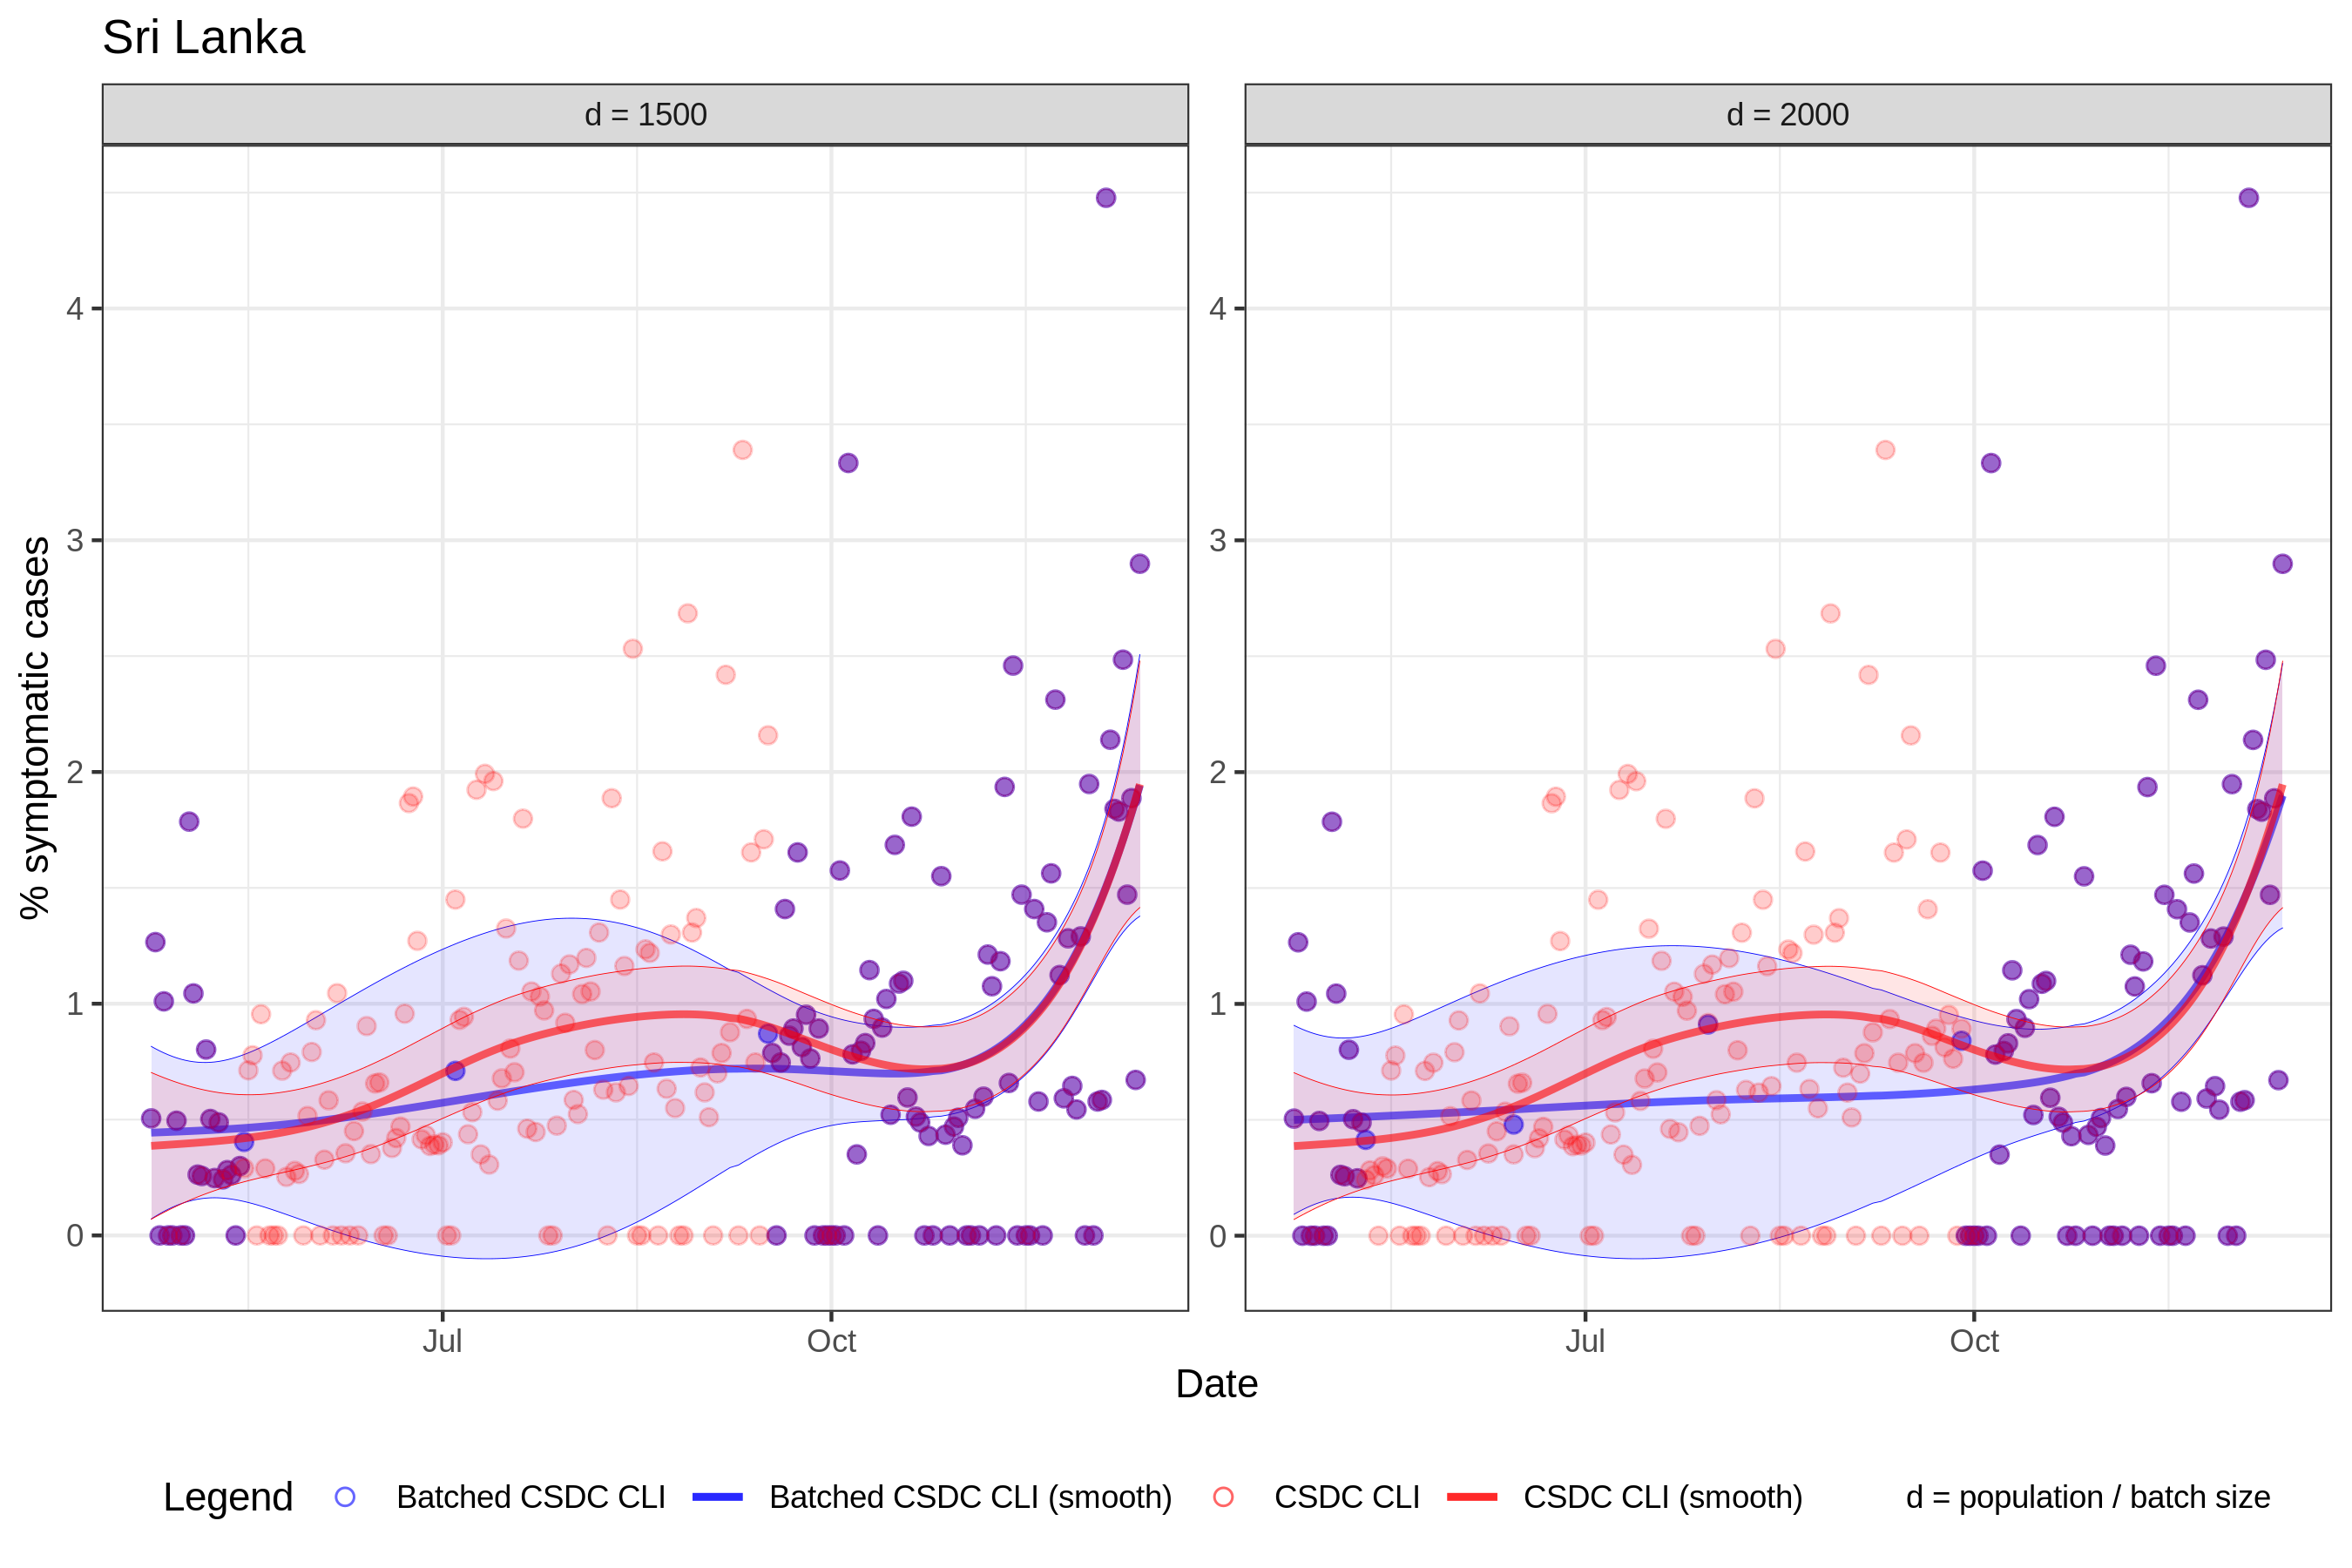 Sri Lanka
d = 1500
d = 2000
% symptomatic cases
4
3
2
1
0
4
3
2
1
0
Jul
Oct
Jul
Oct
Date
Legend
Batched CSDC CLI
Batched CSDC CLI (smooth)
CSDC CLI
CSDC CLI (smooth)
d = population / batch size